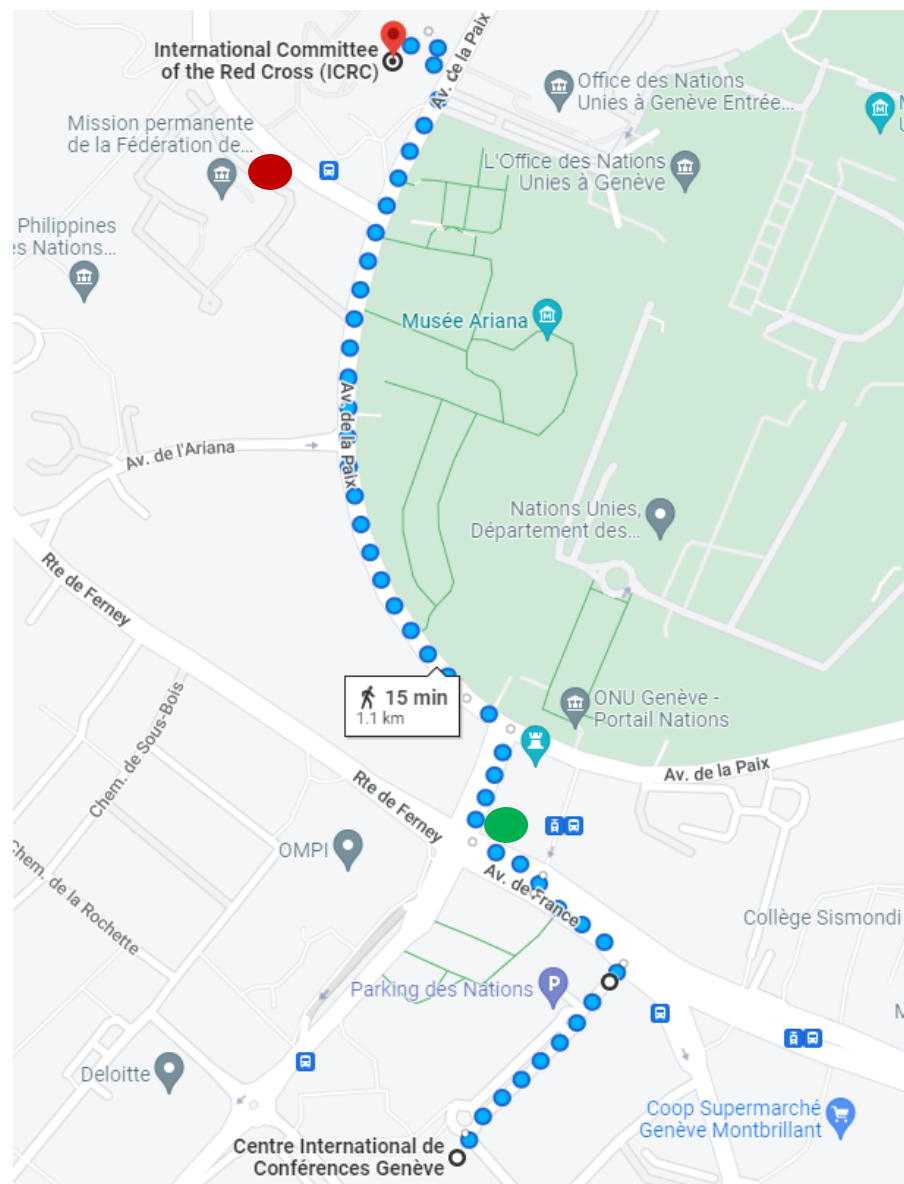 International Committee
of the Red Cross (ICRC)
Av. de la Paix
Office des Nations
Unies à Genève Entrée...
Mission permanente
de la Fédération de...
L'Office des Nations
Unies à Genève
Philippines
es Nations...
Musée Ariana
Av. de la Paix
Av. de l'Ariana
Nations Unies,
Département des...
Rte de Ferney
15 min
1.1 km
ONU Genève -
Portail Nations
Chem. de Sous-Bois
Av. de la Paix
Rte de Ferney
OMPI
Chem. de la Rochette
Av. de France
Collège Sismondi
Parking des Nations
P
Deloitte
Coop Supermarché
Genève Montbrillant
Centre International de
Conférences Genève